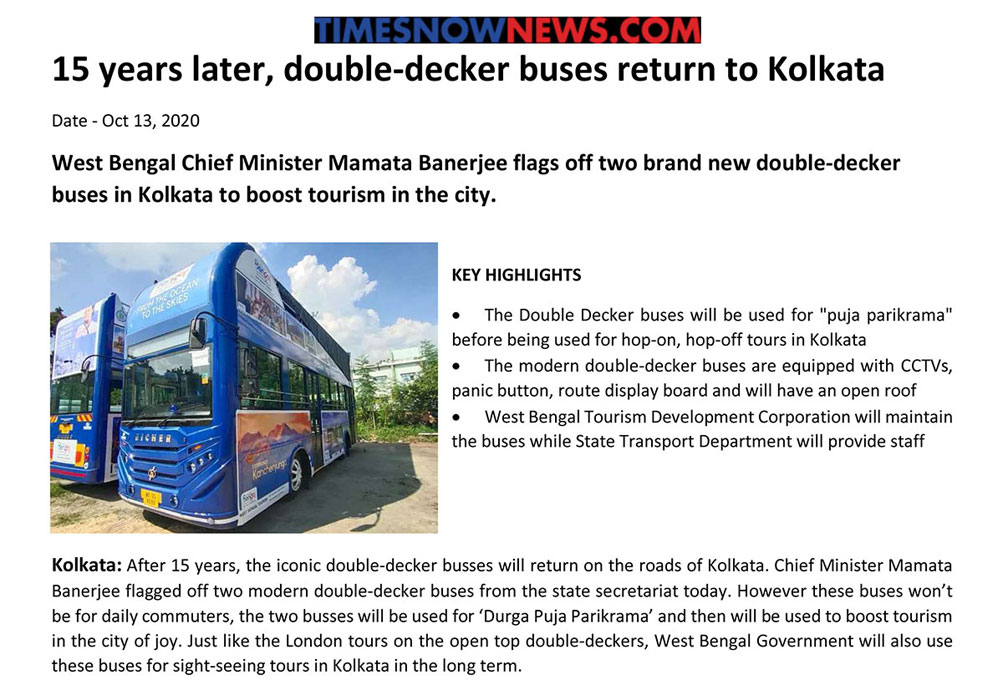 TIMESNOWNEWS.COM
15 years later, double-decker buses return to Kolkata
Date - Oct 13, 2020
West Bengal Chief Minister Mamata Banerjee flags off two brand new double-decker
buses in Kolkata to boost tourism in the city.
FROM THE OCEAN
TO THE SKIES
EICHER
Kanchenjunga
KEY HIGHLIGHTS
• The Double Decker buses will be used for "puja parikrama"
before being used for hop-on, hop-off tours in Kolkata
• The modern double-decker buses are equipped with CCTVs,
panic button, route display board and will have an open roof
• West Bengal Tourism Development Corporation will maintain
the buses while State Transport Department will provide staff
Kolkata: After 15 years, the iconic double-decker busses will return on the roads of Kolkata. Chief Minister Mamata
Banerjee flagged off two modern double-decker buses from the state secretariat today. However these buses won’t
be for daily commuters, the two busses will be used for ‘Durga Puja Parikrama’ and then will be used to boost tourism
in the city of joy. Just like the London tours on the open top double-deckers, West Bengal Government will also use
these buses for sight-seeing tours in Kolkata in the long term.